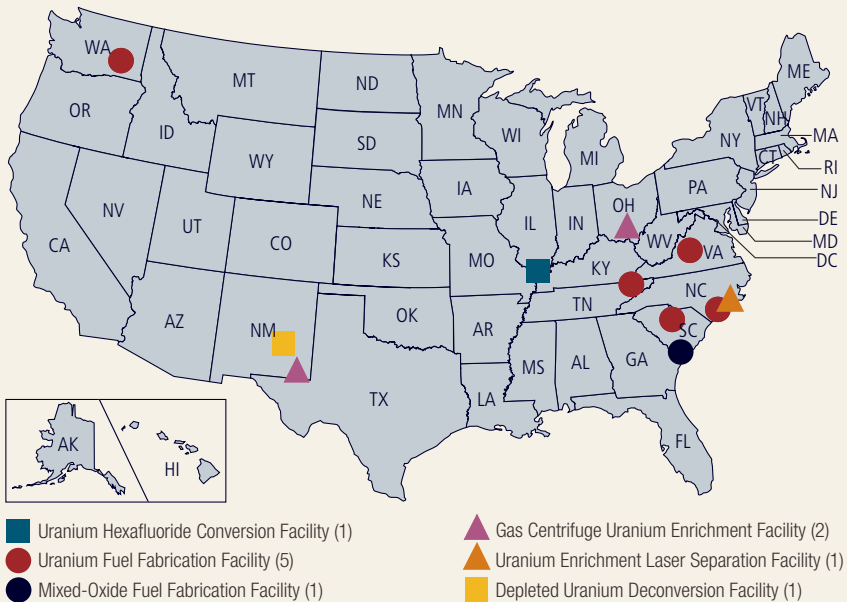 WA
MT
ND
MN
ME
VT
NH
OR
ID
WY
SD
WI
MI
NY
MA
CT
RI
NJ
PA
NE
IA
NV
UT
CO
IL
IN
OH
WV
DE
MD
DC
CA
KS
MO
KY
VA
AZ
NM
OK
AR
TN
NC
SC
TX
LA
MS
AL
GA
FL
AK
HI
Uranium Hexafluoride Conversion Facility (1)
Uranium Fuel Fabrication Facility (5)
Mixed-Oxide Fuel Fabrication Facility (1)
Gas Centrifuge Uranium Enrichment Facility (2)
Uranium Enrichment Laser Separation Facility (1)
Depleted Uranium Deconversion Facility (1)